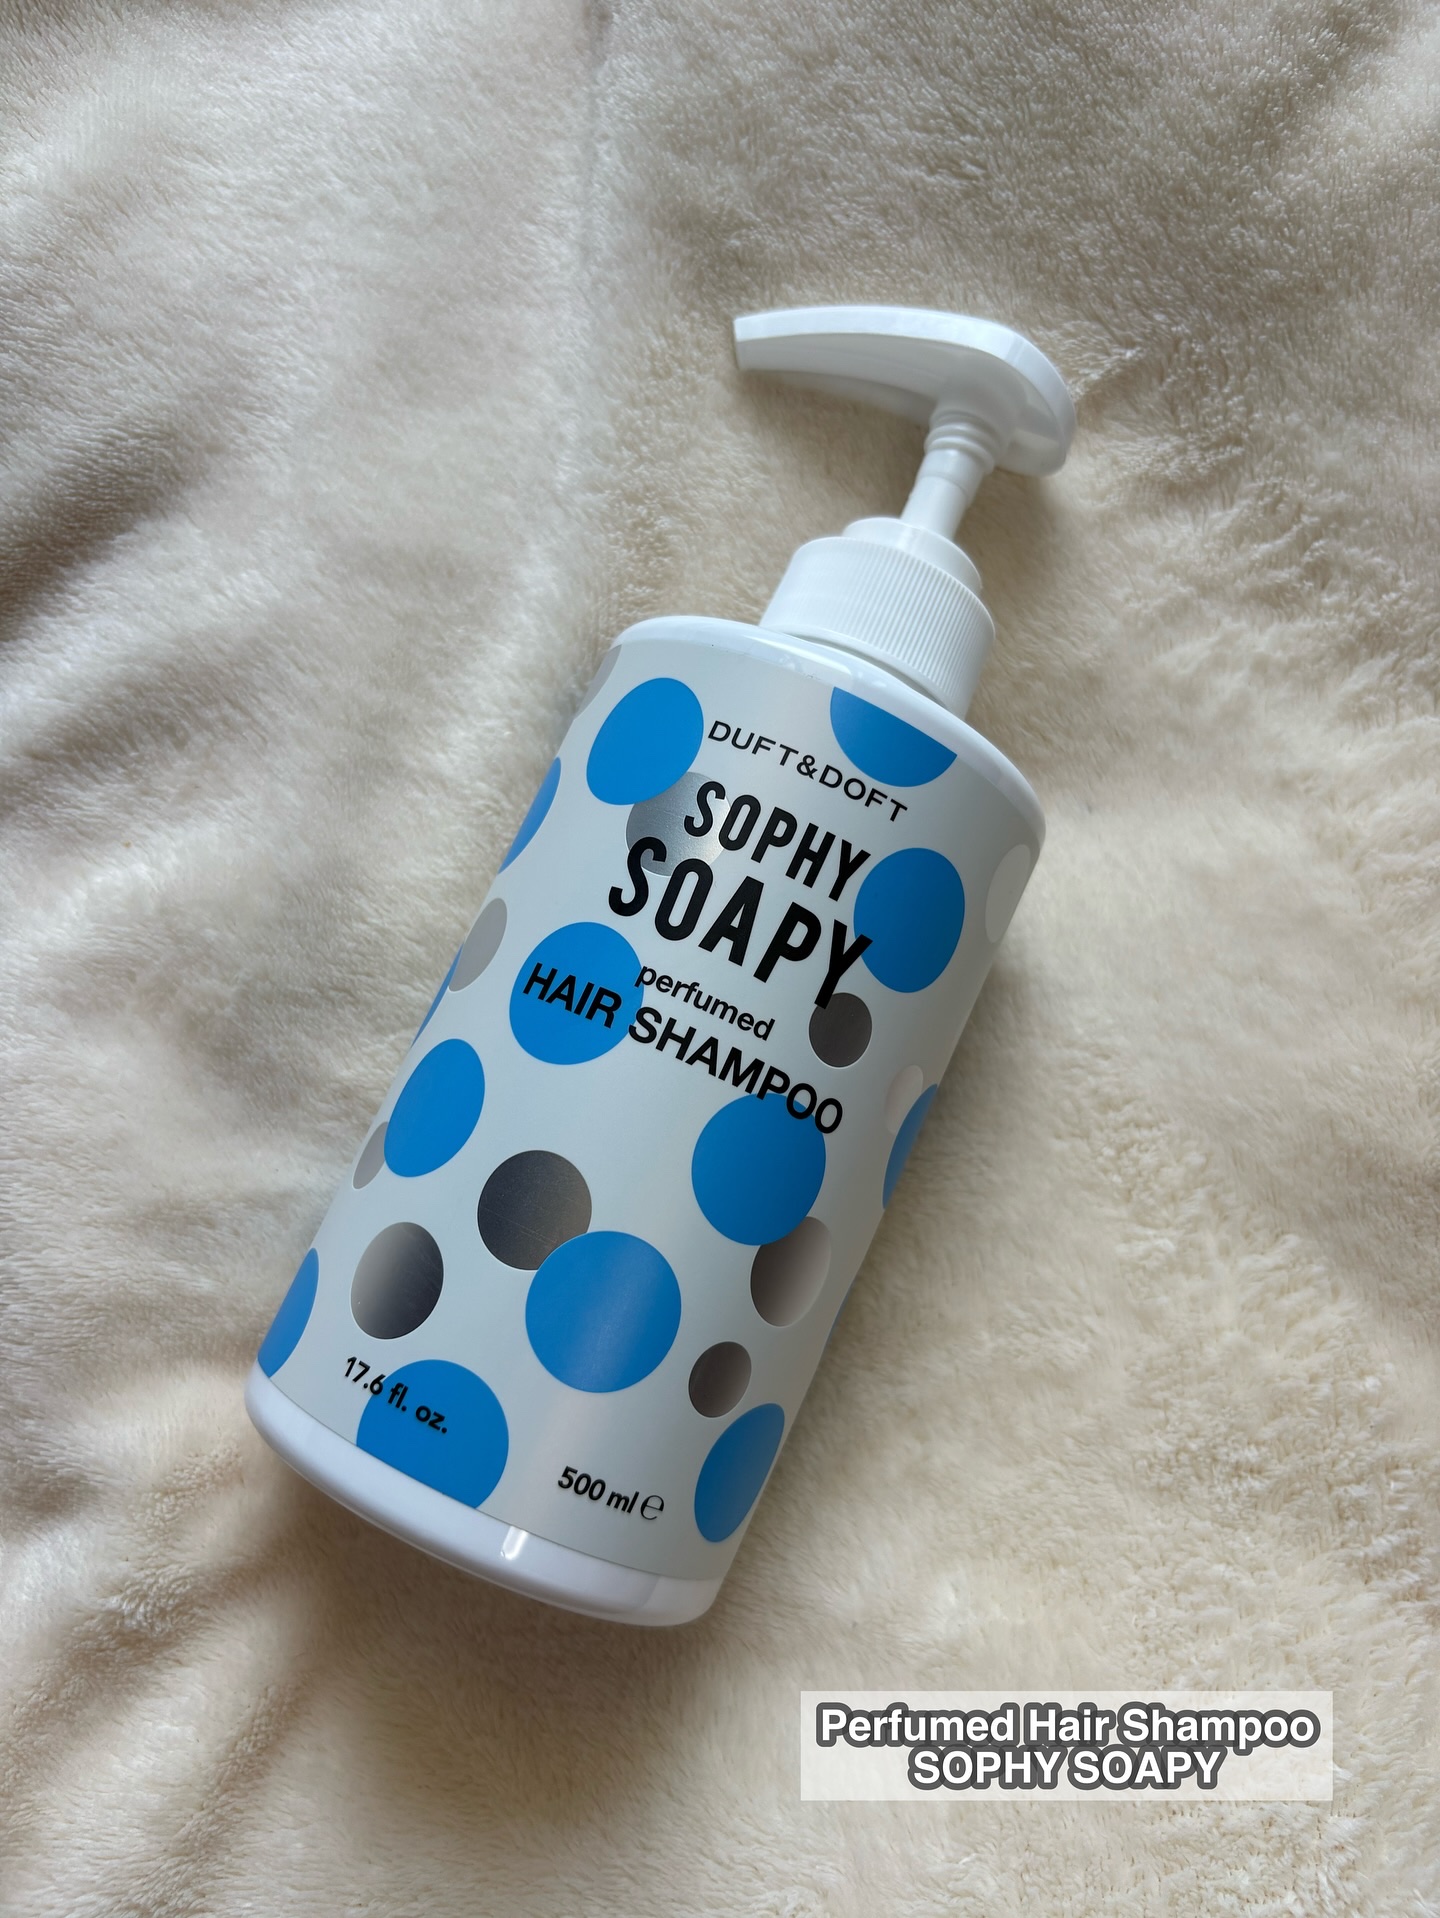 DUFT&DOFT
SOPHY
SOAPY
perfumed
HAIR SHAMPOO
17.6 fl. oz.
500 ml ℮
Perfumed Hair Shampoo
SOPHY SOAPY